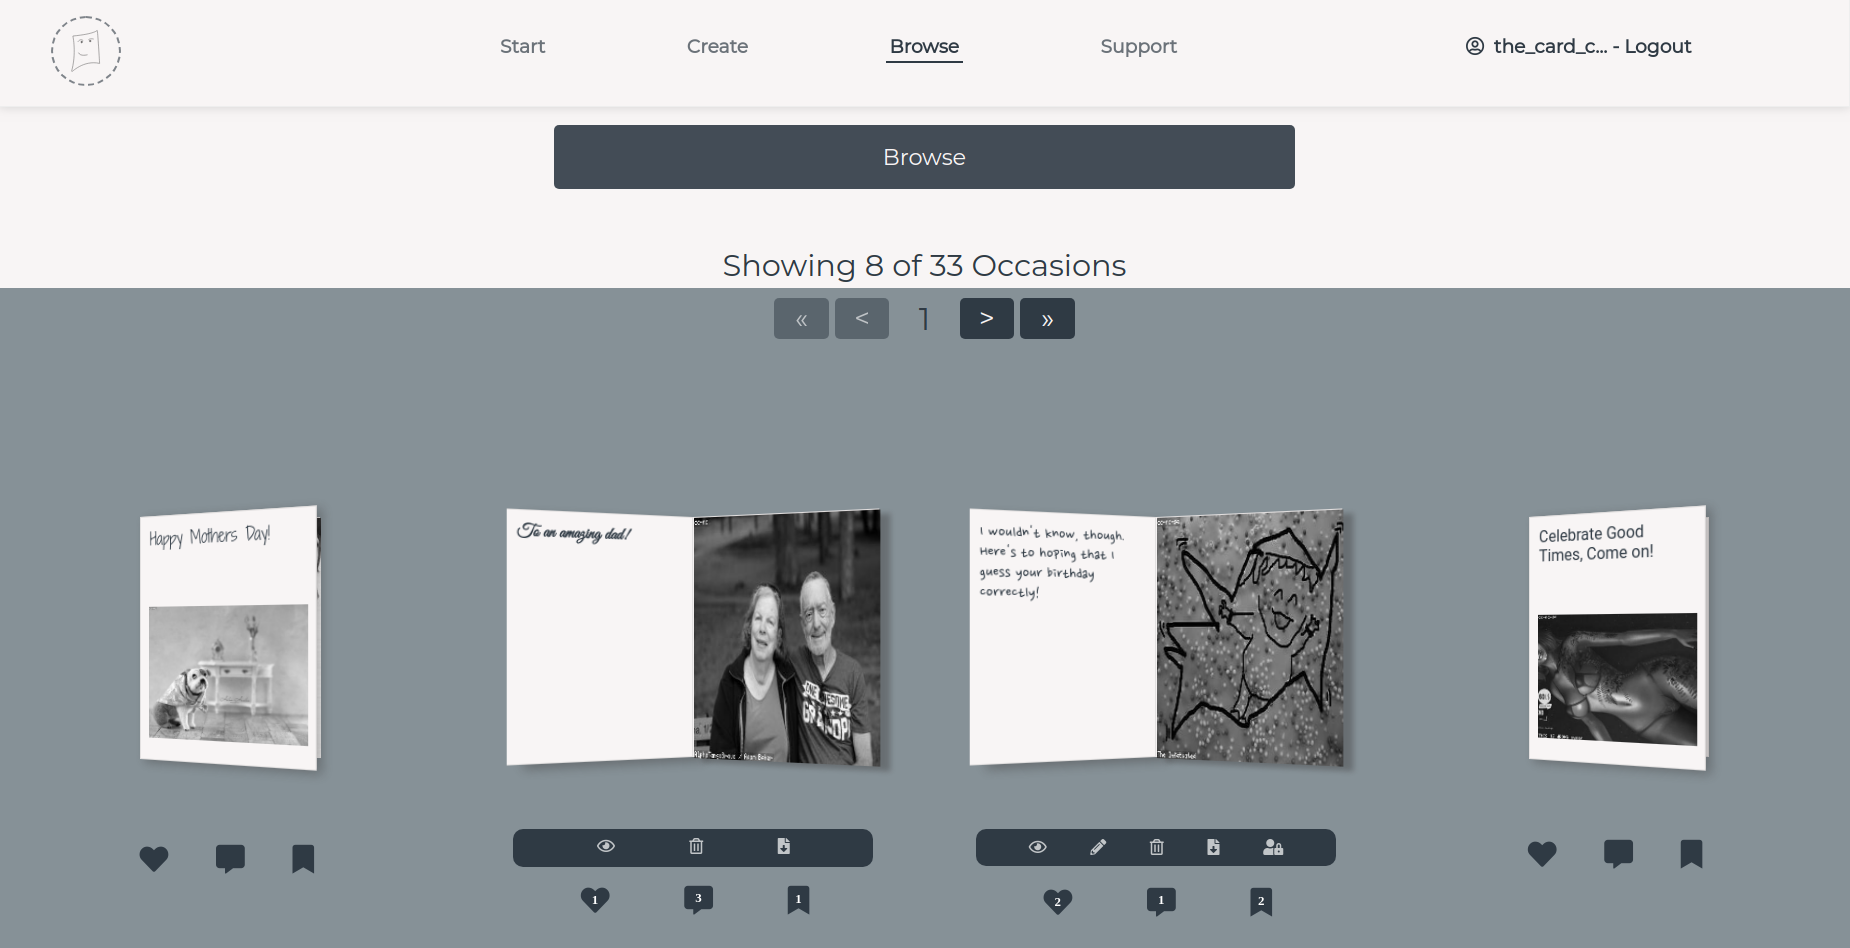 Start
Create
Browse
Support
the_card_c... - Logout
Browse
Showing 8 of 33 Occasions
«
<
1
>
»
Happy Mothers Day!
To an amazing dad!
I wouldn't know, though.
Here's to hoping that I
guess your birthday
correctly!
Celebrate Good
Times, Come on!
1
3
1
2
1
2